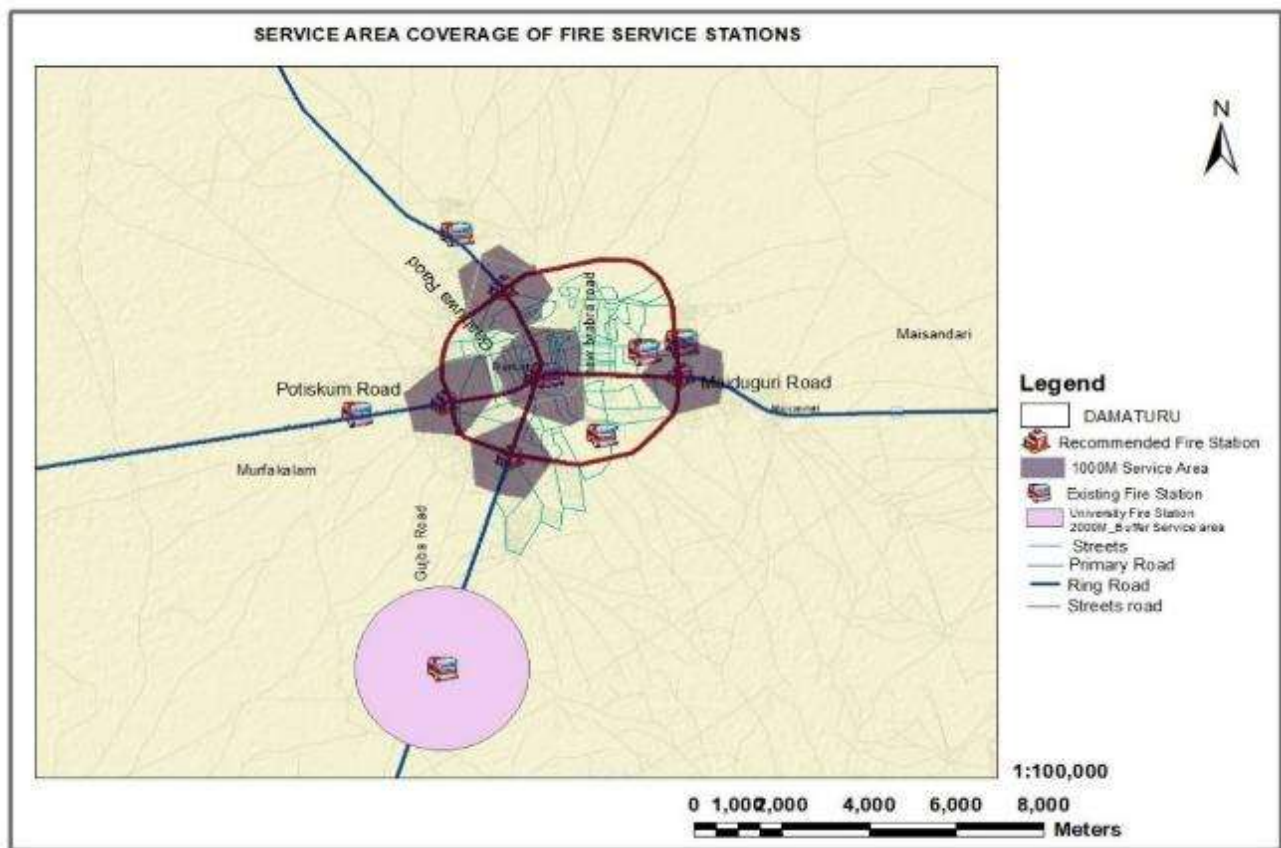 SERVICE AREA COVERAGE OF FIRE SERVICE STATIONS
N
Raod
Maisandari
Potiskum Road
Maiduguri Road
Murfakalam
Gujba Road
Legend
DAMATURU
Recommended Fire Station
1000M Service Area
Existing Fire Station
University Fire Station
2000M_Buffer Service area
Streets
Primary Road
Ring Road
Streets road
1:100,000
0 1,000 2,000 4,000 6,000 8,000
Meters